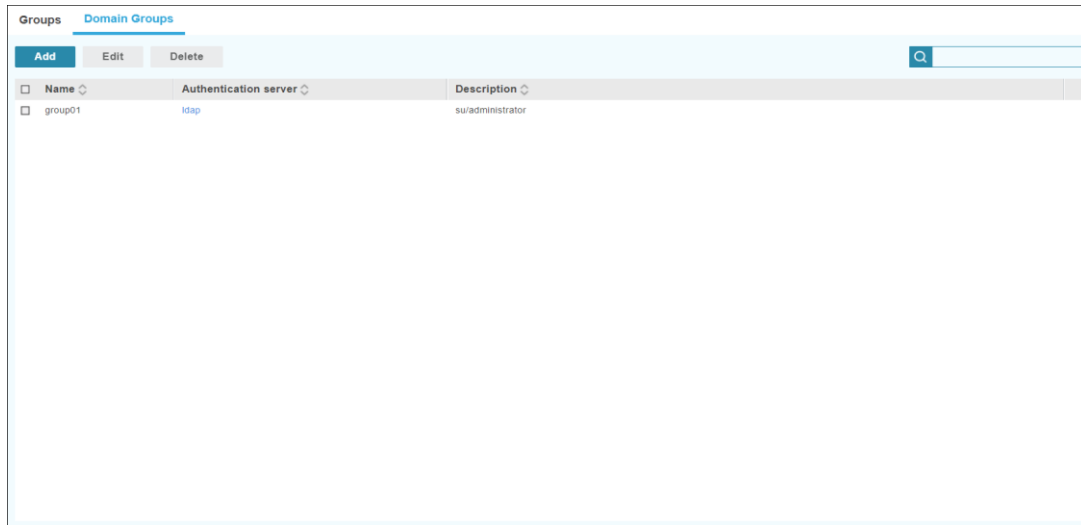 Groups Domain Groups
Add Edit Delete
Name Authentication server Description
group01 ldap su/administrator